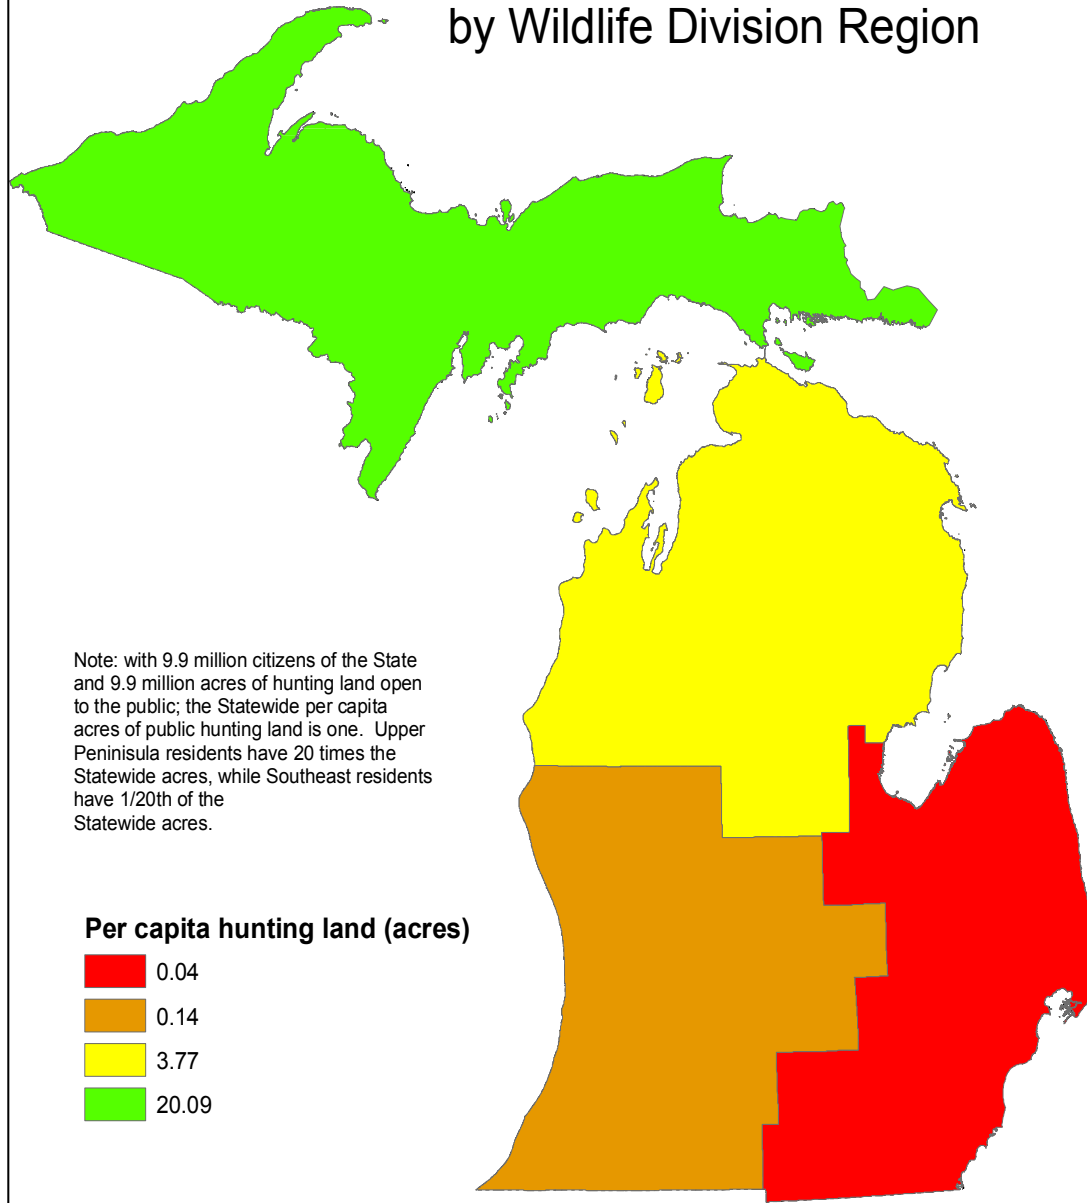 by Wildlife Division Region
Note: with 9.9 million citizens of the State
and 9.9 million acres of hunting land open
to the public; the Statewide per capita
acres of public hunting land is one.  Upper
Peninisula residents have 20 times the
Statewide acres, while Southeast residents
have 1/20th of the
Statewide acres.
Per capita hunting land (acres)
0.04
0.14
3.77
20.09